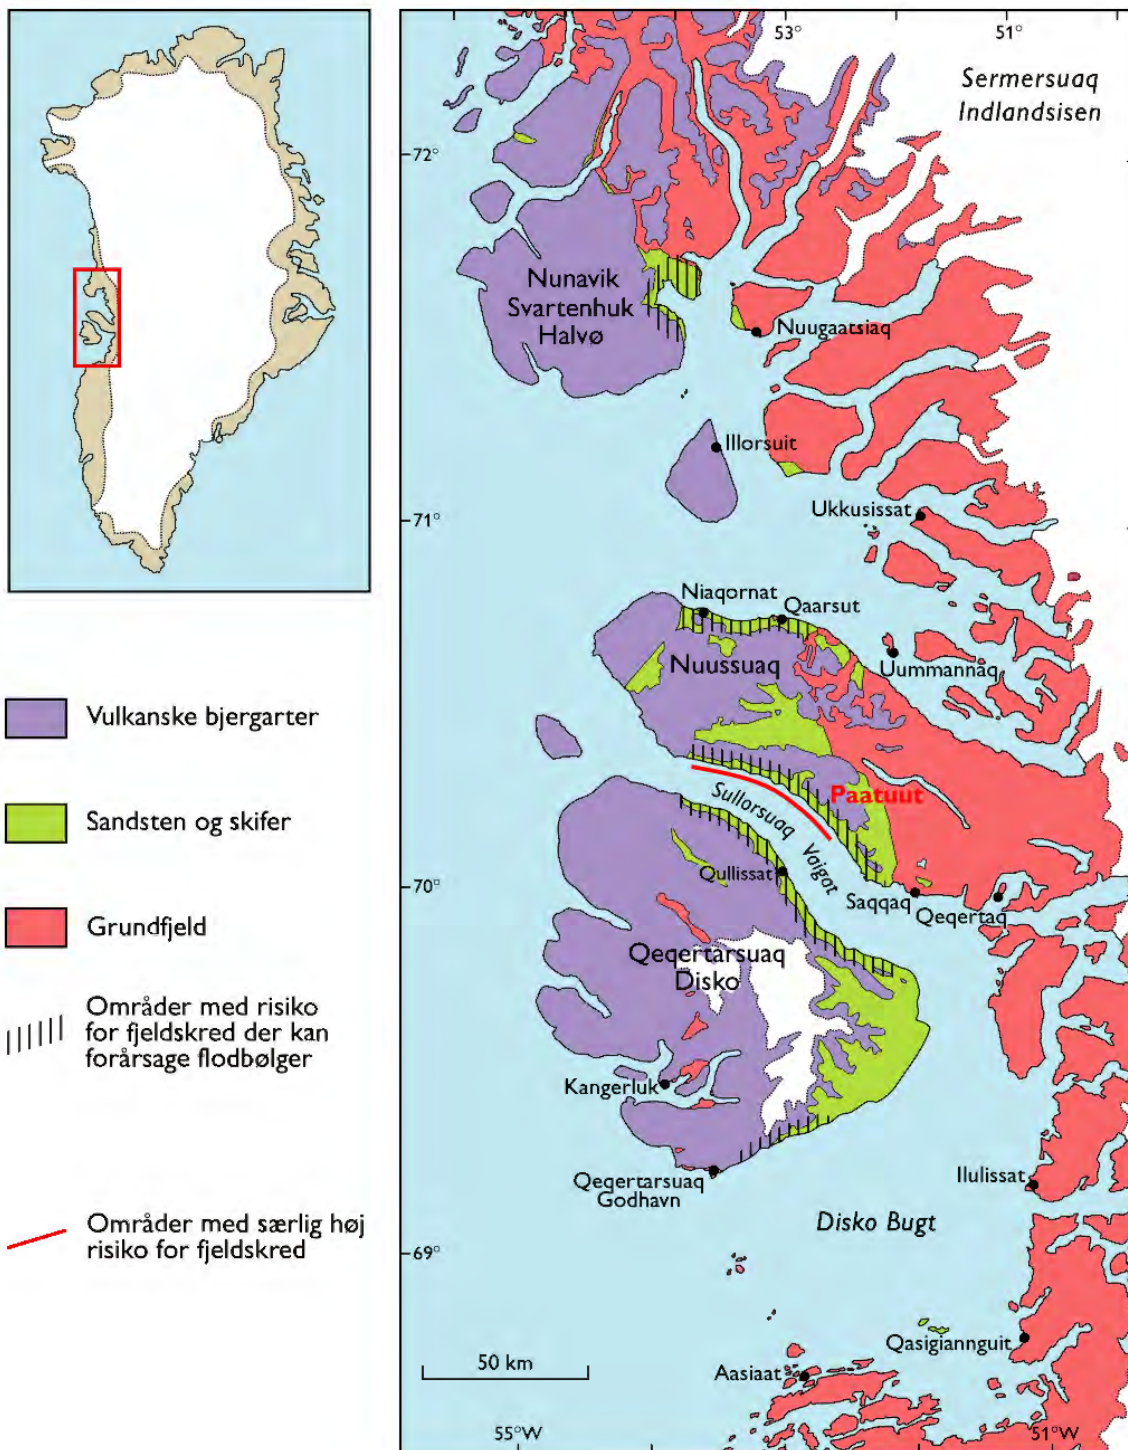 53°
51°
Sermersuaq
Indlandsisen
72°
Nunavik
Svartenhuk
Halvø
Nuugaatsiaq
Illorsuit
71°
Ukkusissat
Niaqornat
Qaarsut
Nuussuaq
Uummannaq
Vulkanske bjergarter
Sandsten og skifer
Grundfjeld
Områder med risiko
for fjeldskred der kan
forårsage flodbølger
Områder med særlig høj
risiko for fjeldskred
Paatuut
Sullorsuaq
Vaigat
70°
Qullissat
Saqqaq
Qeqertaq
Qeqertarsuaq
Disko
Kangerluk
Qeqertarsuaq
Godhavn
Ilulissat
Disko Bugt
69°
Qasigiannguit
50 km
Aasiaat
55°W
51°W